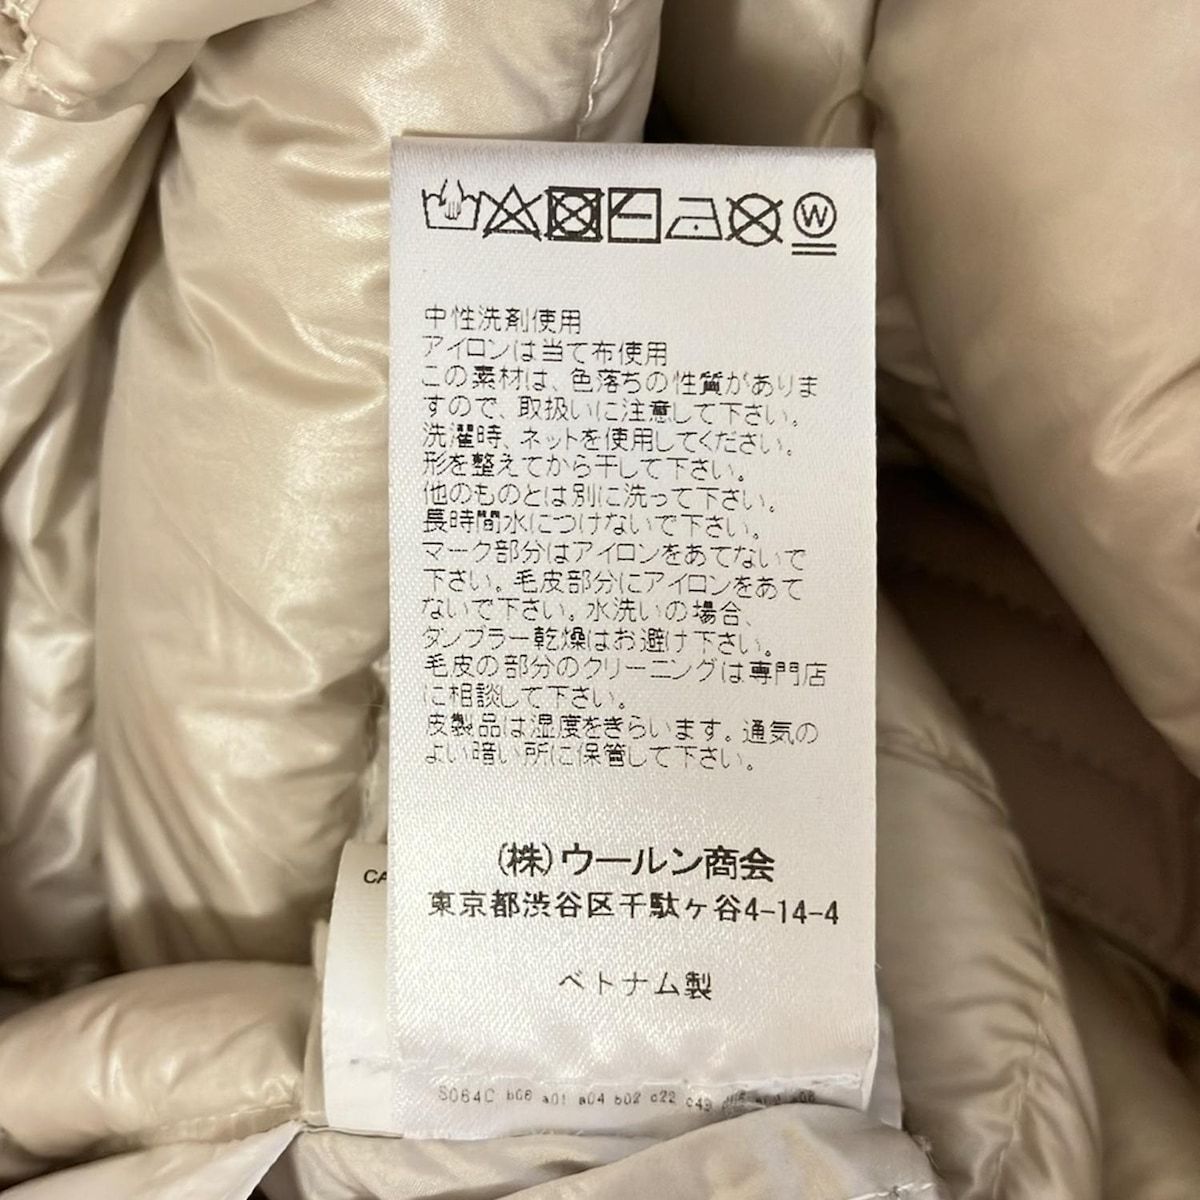 W
中性洗剤使用
アイロンは当て布使用
この素材は、色落ちの性質がありま
すので、取扱いに注意して下さい。
洗濯時、ネットを使用してください。
形を整えてから干して下さい。
他のものとは別に洗って下さい。
長時間水につけないで下さい。
マーク部分はアイロンをあてないで
下さい。毛皮部分にアイロンをあて
ないで下さい。水洗いの場合、
タンブラー乾燥はお避け下さい。
毛皮の部分のクリーニングは専門店
に相談して下さい。
皮製品は湿度をきらいます。通気の
よい暗い所に保管して下さい。
(株)ウールン商会
東京都渋谷区千駄ケ谷4-14-4
CA
ベトナム製
S064C b06 a01 a04 b02 c22 c49